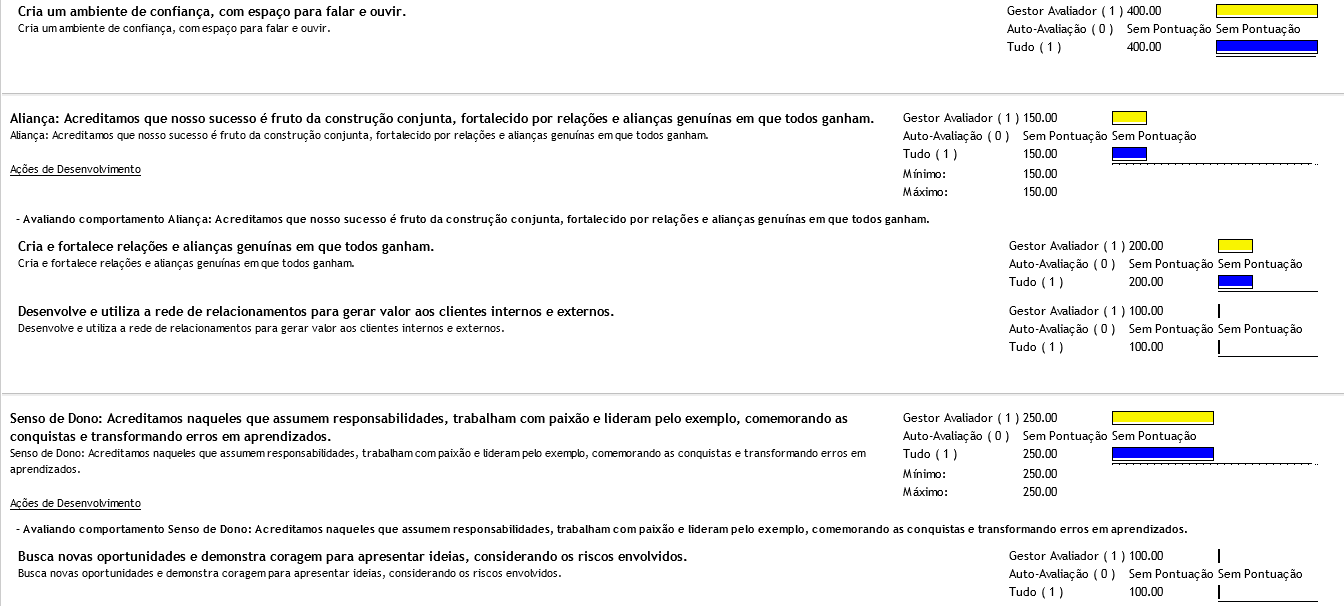 Cria um ambiente de confiança, com espaço para falar e ouvir.
Cria um ambiente de confiança, com espaço para falar e ouvir.
Gestor Avaliador ( 1 ) 400.00
Auto-Avaliação ( 0 ) Sem Pontuação Sem Pontuação
Tudo ( 1 ) 400.00
Aliança: Acreditamos que nosso sucesso é fruto da construção conjunta, fortalecido por relações e alianças genuínas em que todos ganham.
Aliança: Acreditamos que nosso sucesso é fruto da construção conjunta, fortalecido por relações e alianças genuínas em que todos ganham.
Ações de Desenvolvimento
Gestor Avaliador ( 1 ) 150.00
Auto-Avaliação ( 0 ) Sem Pontuação Sem Pontuação
Tudo ( 1 ) 150.00
Mínimo: 150.00
Máximo: 150.00
- Avaliando comportamento Aliança: Acreditamos que nosso sucesso é fruto da construção conjunta, fortalecido por relações e alianças genuínas em que todos ganham.
Cria e fortalece relações e alianças genuínas em que todos ganham.
Cria e fortalece relações e alianças genuínas em que todos ganham.
Gestor Avaliador ( 1 ) 200.00
Auto-Avaliação ( 0 ) Sem Pontuação Sem Pontuação
Tudo ( 1 ) 200.00
Desenvolve e utiliza a rede de relacionamentos para gerar valor aos clientes internos e externos.
Desenvolve e utiliza a rede de relacionamentos para gerar valor aos clientes internos e externos.
Gestor Avaliador ( 1 ) 100.00
Auto-Avaliação ( 0 ) Sem Pontuação Sem Pontuação
Tudo ( 1 ) 100.00
Senso de Dono: Acreditamos naqueles que assumem responsabilidades, trabalham com paixão e lideram pelo exemplo, comemorando as
conquistas e transformando erros em aprendizados.
Senso de Dono: Acreditamos naqueles que assumem responsabilidades, trabalham com paixão e lideram pelo exemplo, comemorando as conquistas e transformando erros em
aprendizados.
Ações de Desenvolvimento
Gestor Avaliador ( 1 ) 250.00
Auto-Avaliação ( 0 ) Sem Pontuação Sem Pontuação
Tudo ( 1 ) 250.00
Mínimo: 250.00
Máximo: 250.00
- Avaliando comportamento Senso de Dono: Acreditamos naqueles que assumem responsabilidades, trabalham com paixão e lideram pelo exemplo, comemorando as conquistas e transformando erros em aprendizados.
Busca novas oportunidades e demonstra coragem para apresentar ideias, considerando os riscos envolvidos.
Busca novas oportunidades e demonstra coragem para apresentar ideias, considerando os riscos envolvidos.
Gestor Avaliador ( 1 ) 100.00
Auto-Avaliação ( 0 ) Sem Pontuação Sem Pontuação
Tudo ( 1 ) 100.00